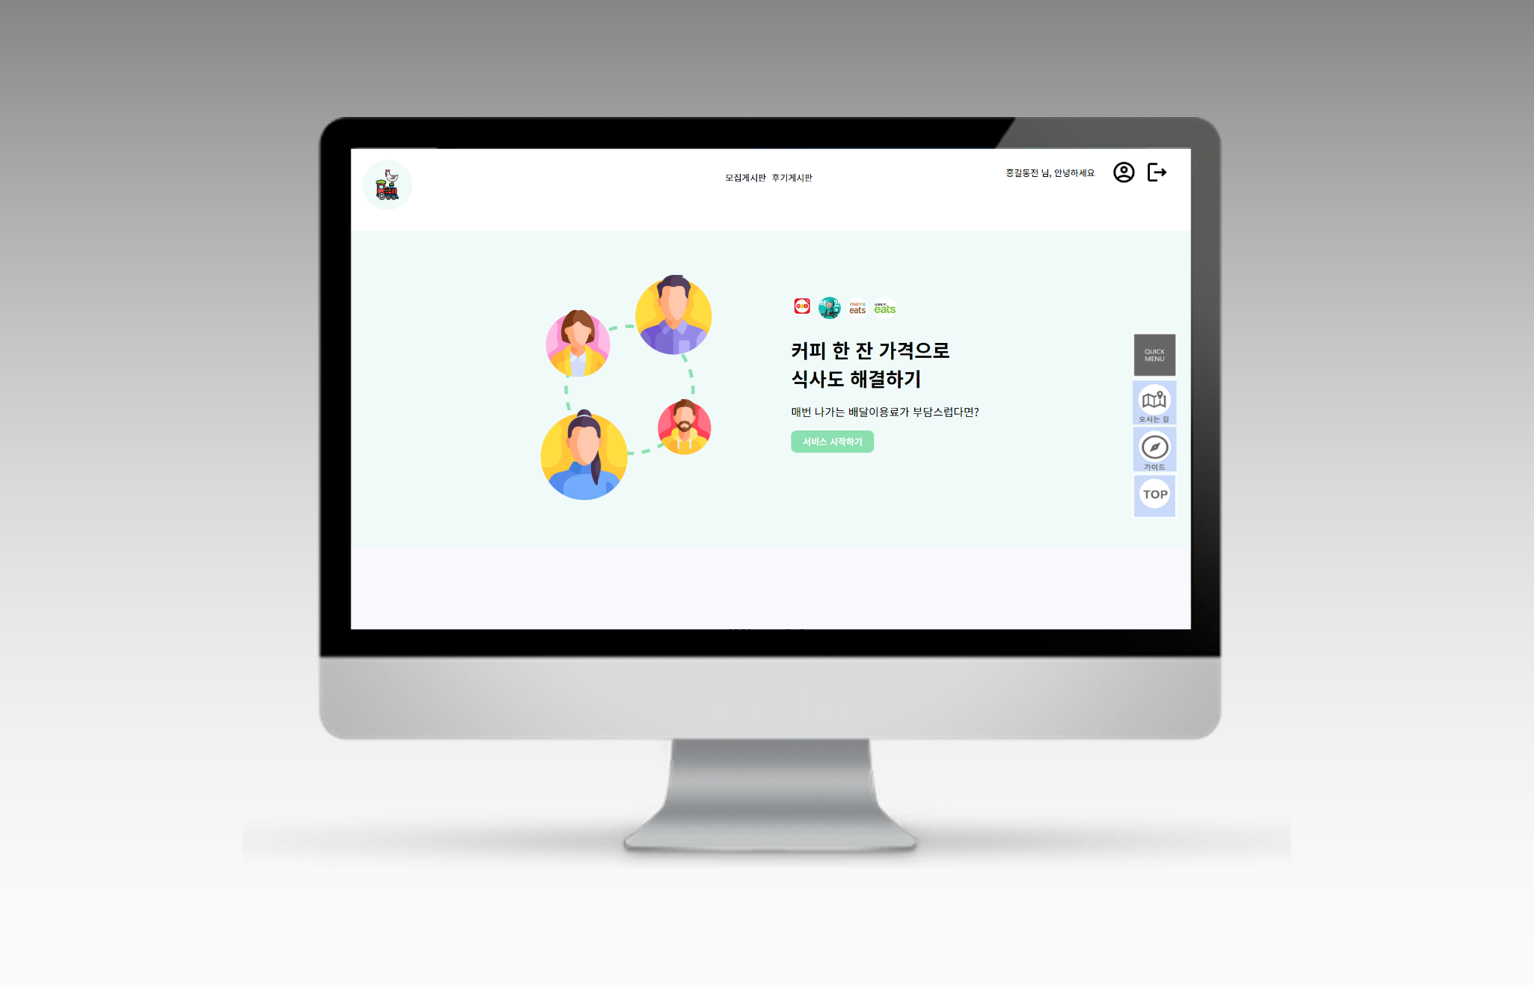 모집게시판 후기게시판
홍길동전 님, 안녕하세요
eats
eats
커피 한 잔 가격으로
식사도 해결하기
매번 나가는 배달이용료가 부담스럽다면?
서비스 시작하기
QUICK
MENU
오시는 길
가이드
TOP